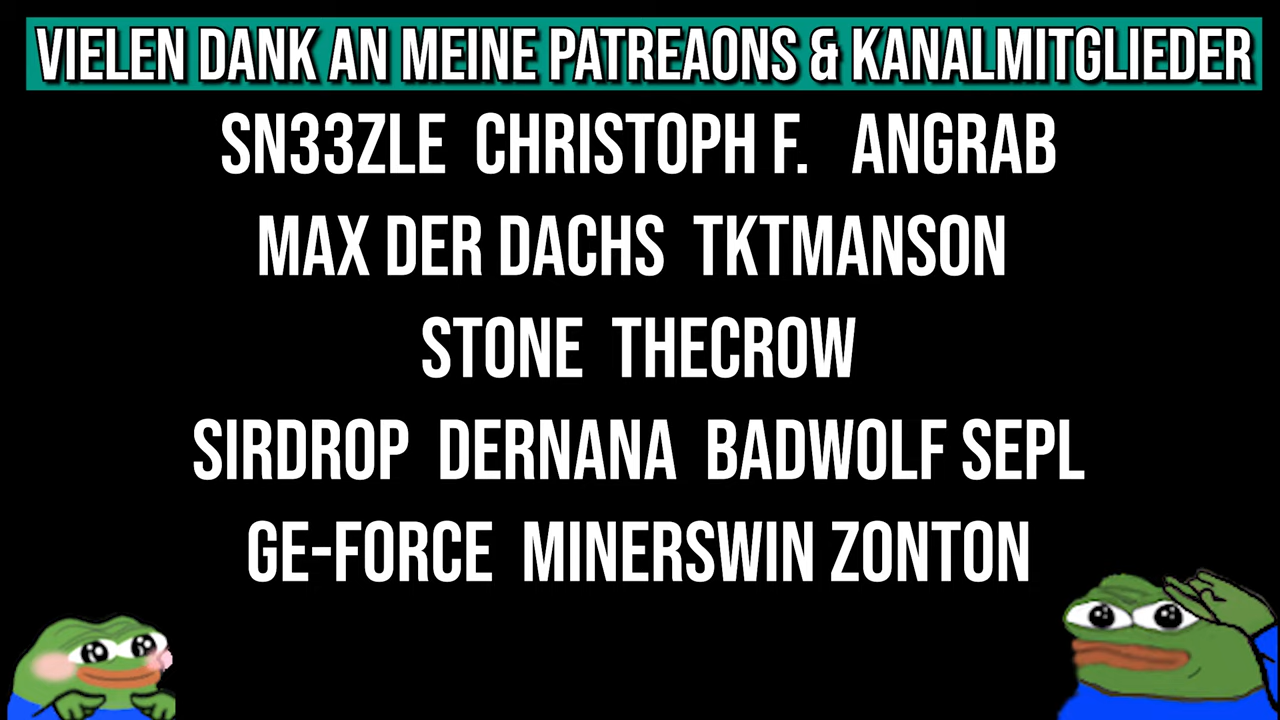 VIELEN DANK AN MEINE PATREAONS & KANALMITGLIEDER
SN33ZLE CHRISTOPH F. ANGRAB
MAX DER DACHS TKTMANSON
STONE THECROW
SIRDROP DERNANA BADWOLF SEPL
GE-FORCE MINERSWIN ZONTON